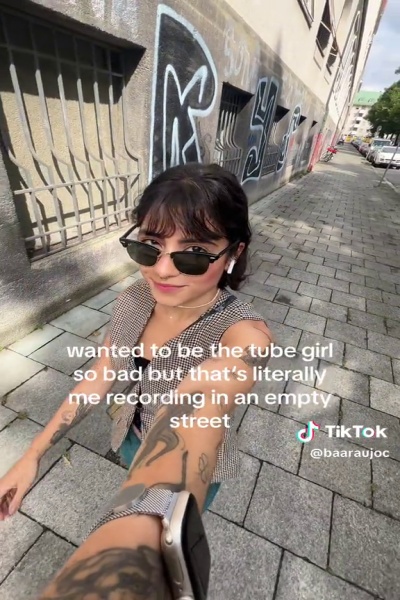 wanted to be the tube girl
so bad but that's literally
me recording in an empty
street
TikTok
@baaraujoc